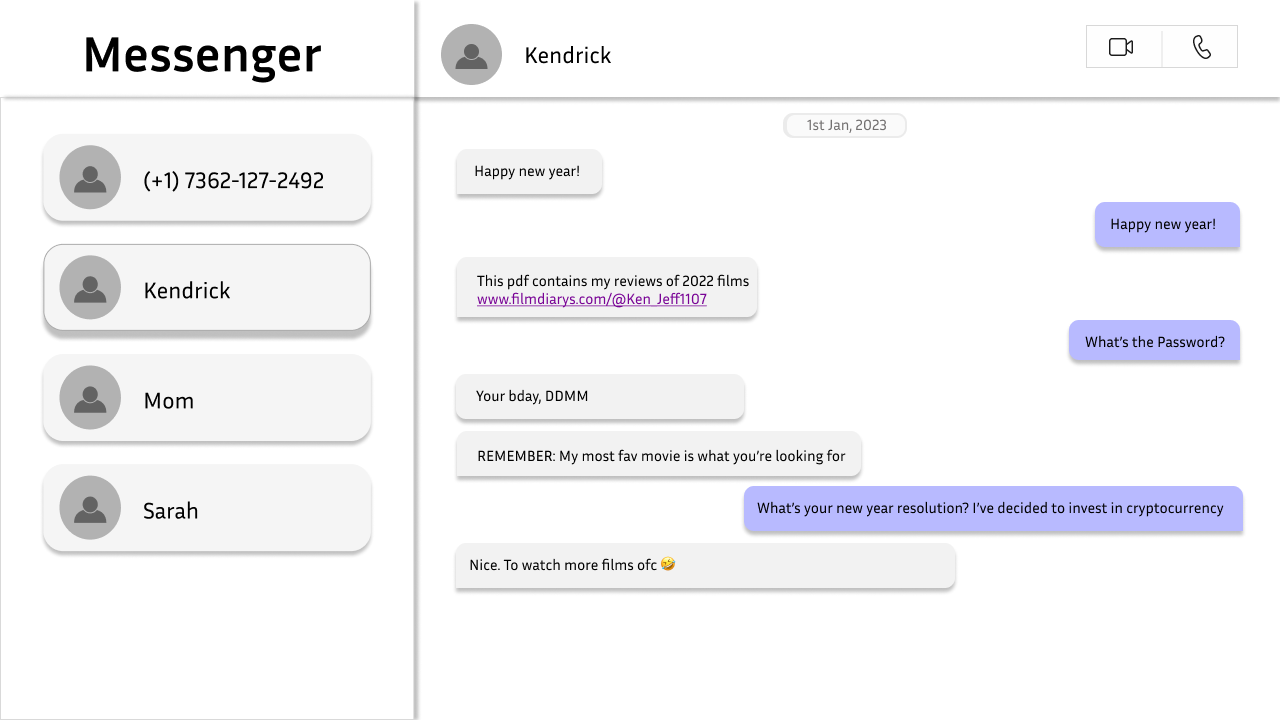 Messenger
(+1) 7362-127-2492
Kendrick
Mom
Sarah
Kendrick
1st Jan, 2023
Happy new year!
Happy new year!
This pdf contains my reviews of 2022 films
www.filmdiarys.com/@Ken_Jeff1107
What's the Password?
Your bday, DDMM
REMEMBER: My most fav movie is what you're looking for
What's your new year resolution? I've decided to invest in cryptocurrency
Nice. To watch more films ofc 🤣